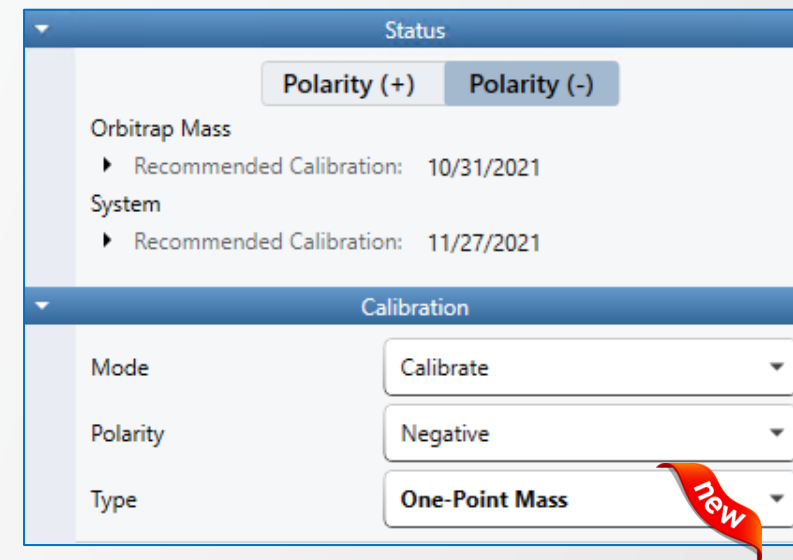 Status
Polarity (+) Polarity (-)
Orbitrap Mass
Recommended Calibration: 10/31/2021
System
Recommended Calibration: 11/27/2021
Calibration
Mode Calibrate
Polarity Negative
Type One-Point Mass new